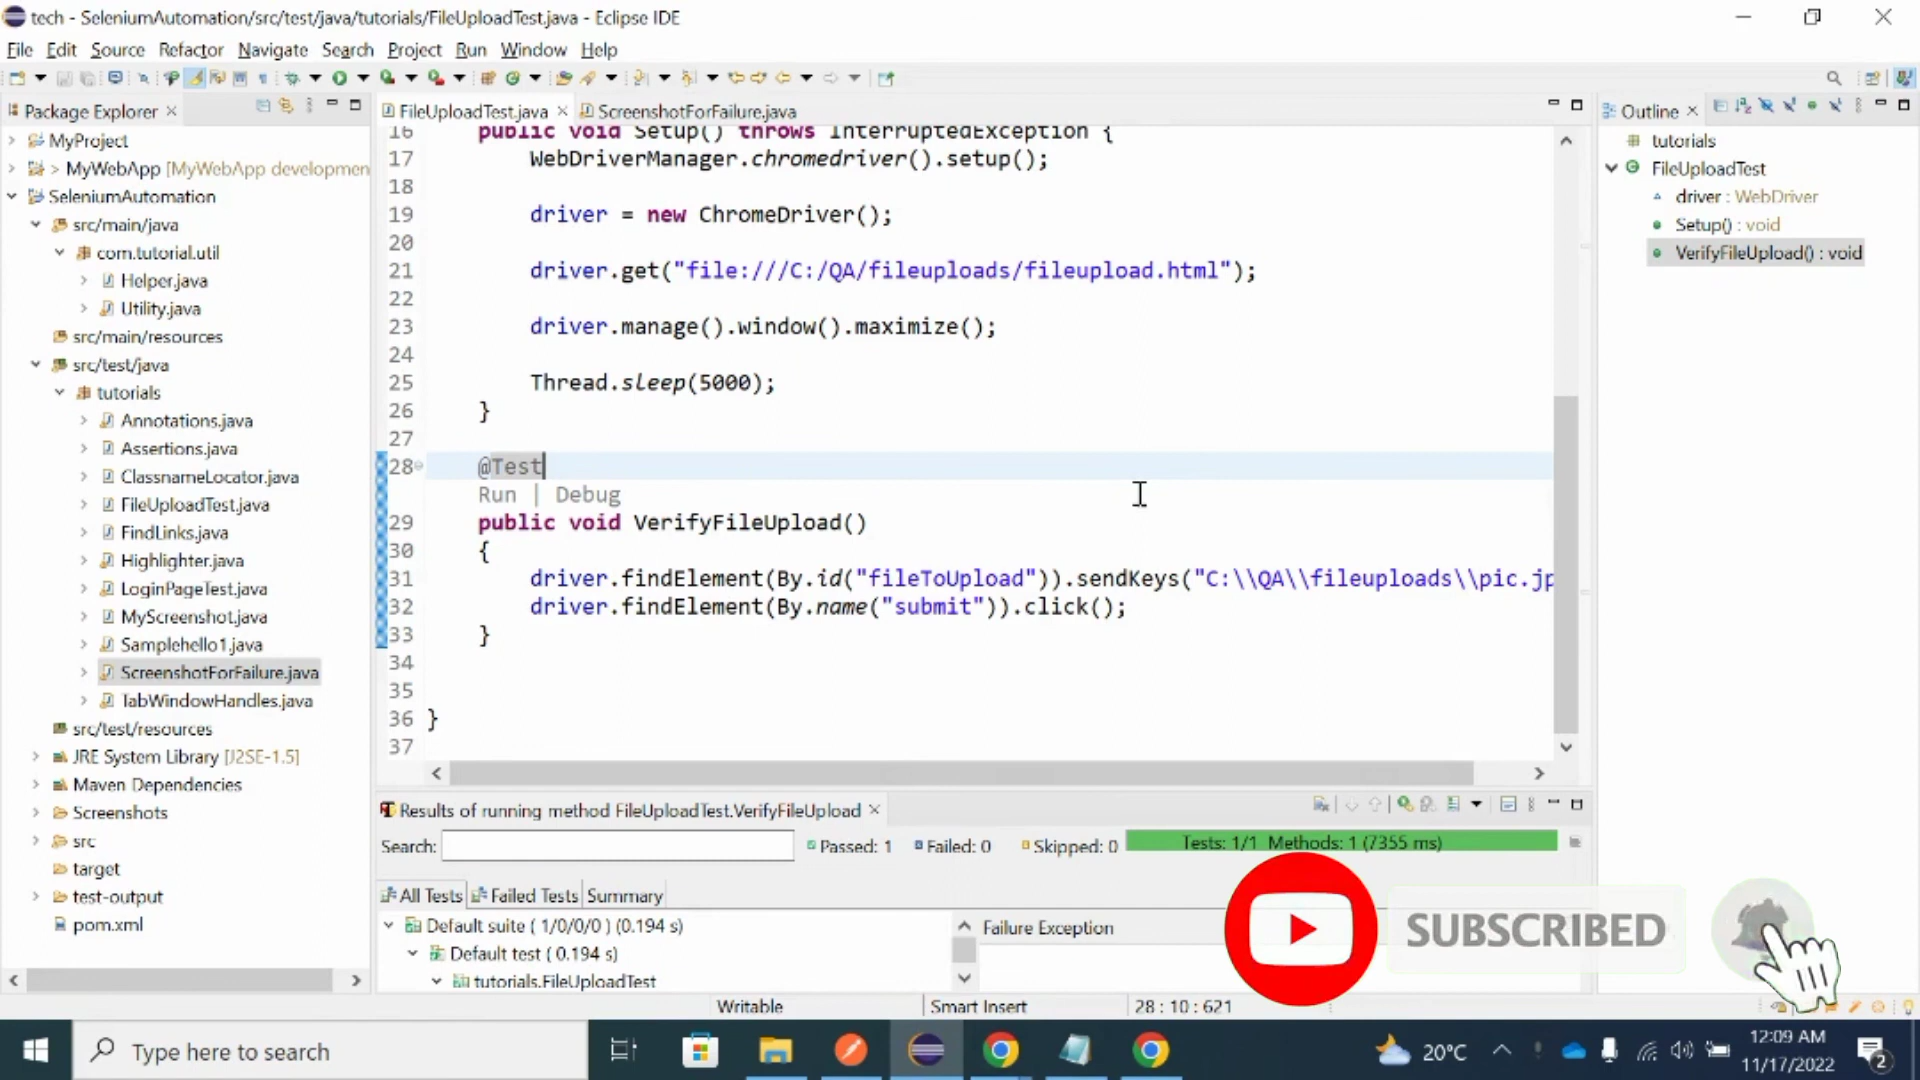 tech - SeleniumAutomation/src/test/java/tutorials/FileUploadTest.java - Eclipse IDE
File Edit Source Refactor Navigate Search Project Run Window Help
Package Explorer
MyProject
> MyWebApp [MyWebApp developmen
SeleniumAutomation
src/main/java
com.tutorial.util
Helper.java
Utility.java
src/main/resources
src/test/java
tutorials
Annotations.java
Assertions.java
ClassnameLocator.java
FileUploadTest.java
FindLinks.java
Highlighter.java
LoginPageTest.java
MyScreenshot.java
Samplehello1.java
ScreenshotForFailure.java
TabWindowHandles.java
src/test/resources
JRE System Library [J2SE-1.5]
Maven Dependencies
Screenshots
src
target
test-output
pom.xml
FileUploadTest.java ScreenshotForFailure.java
16 public void Setup() throws InterruptedException {
17 WebDriverManager.chromedriver().setup();
18
19 driver = new ChromeDriver();
20
21 driver.get("file:///C:/QA/fileuploads/fileupload.html");
22
23 driver.manage().window().maximize();
24
25 Thread.sleep(5000);
26 }
27
28 @Test
Run | Debug
29 public void VerifyFileUpload()
30 {
31 driver.findElement(By.id("fileToUpload")).sendKeys("C:\\QA\\fileuploads\\pic.jp
32 driver.findElement(By.name("submit")).click();
33 }
34
35
36 }
37
Outline
tutorials
FileUploadTest
driver : WebDriver
Setup() : void
VerifyFileUpload() : void
Results of running method FileUploadTest.VerifyFileUpload
Search: Passed: 1 Failed: 0 Skipped: 0 Tests: 1/1 Methods: 1 (7355 ms)
All Tests Failed Tests Summary
Default suite ( 1/0/0/0 ) (0.194 s)
Default test ( 0.194 s)
tutorials.FileUploadTest
Failure Exception
SUBSCRIBED
Writable Smart Insert 28 : 10 : 621
Type here to search
20°C
12:09 AM
11/17/2022
2